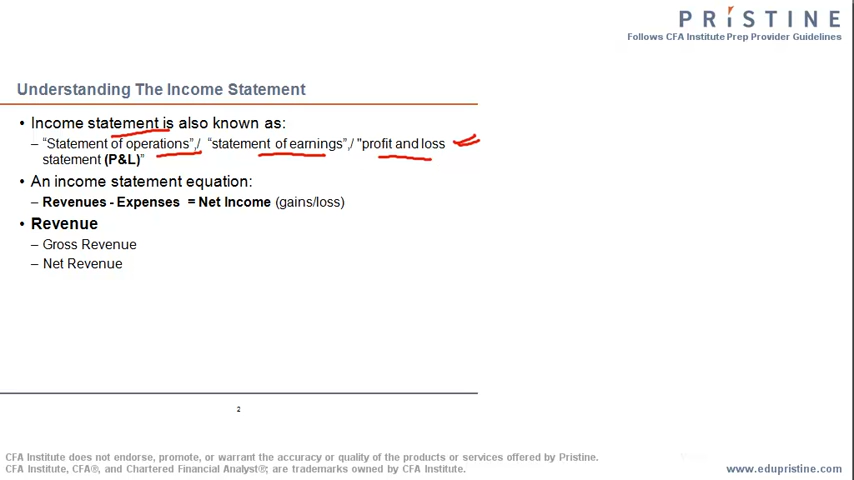 PRiSTINE
Follows CFA Institute Prep Provider Guidelines
Understanding The Income Statement
• Income statement is also known as:
– “Statement of operations”,/ “statement of earnings”,/ "profit and loss
statement (P&L)”
• An income statement equation:
– Revenues - Expenses = Net Income (gains/loss)
• Revenue
– Gross Revenue
– Net Revenue
2
CFA Institute does not endorse, promote, or warrant the accuracy or quality of the products or services offered by Pristine.
CFA Institute, CFA®, and Chartered Financial Analyst®; are trademarks owned by CFA Institute.
www.edupristine.com